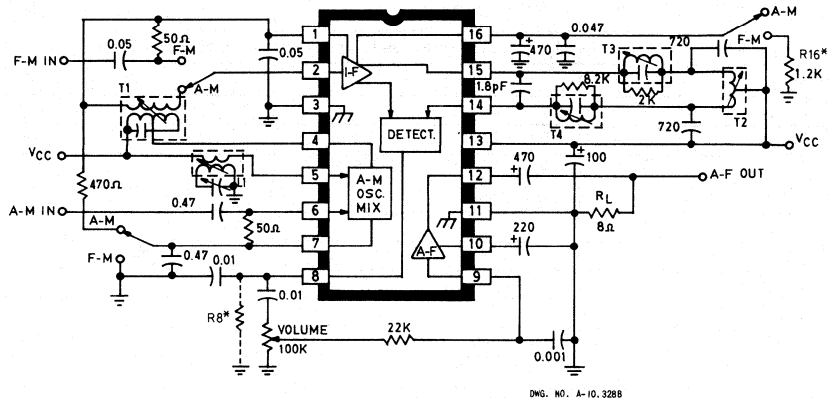 A-M
50Ω
F-M
0.05
F-M IN
0.05
A-M
T1
VCC
470Ω
0.47
A-M IN
50Ω
A-M
F-M
0.47
0.01
R8*
0.01
VOLUME
100K
22K
0.001
1
2
3
4
5
6
7
8
16
15
14
13
12
11
10
9
I-F
DETECT.
A-M
OSC.
MIX
A-F
0.047
470
T3
720
F-M
R16*
1.2K
1.8pF
8.2K
2K
T4
T2
720
VCC
100
470
A-F OUT
RL
8Ω
220
DWG. NO. A-10,328B